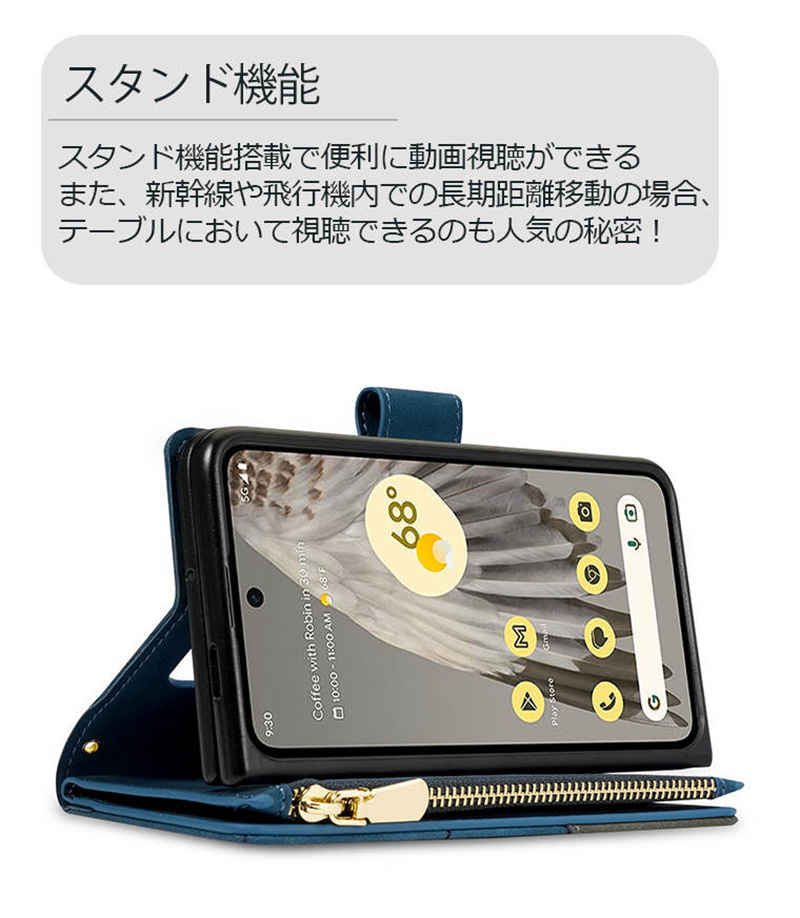 スタンド機能
スタンド機能搭載で便利に動画視聴ができる
また、新幹線や飛行機内での長期距離移動の場合、
テーブルにおいて視聴できるのも人気の秘密！
5G
68°
9:30
Coffee with Robin in 30 min
10:00 - 11:00 AM
68°F
Gmail
Play Store
G